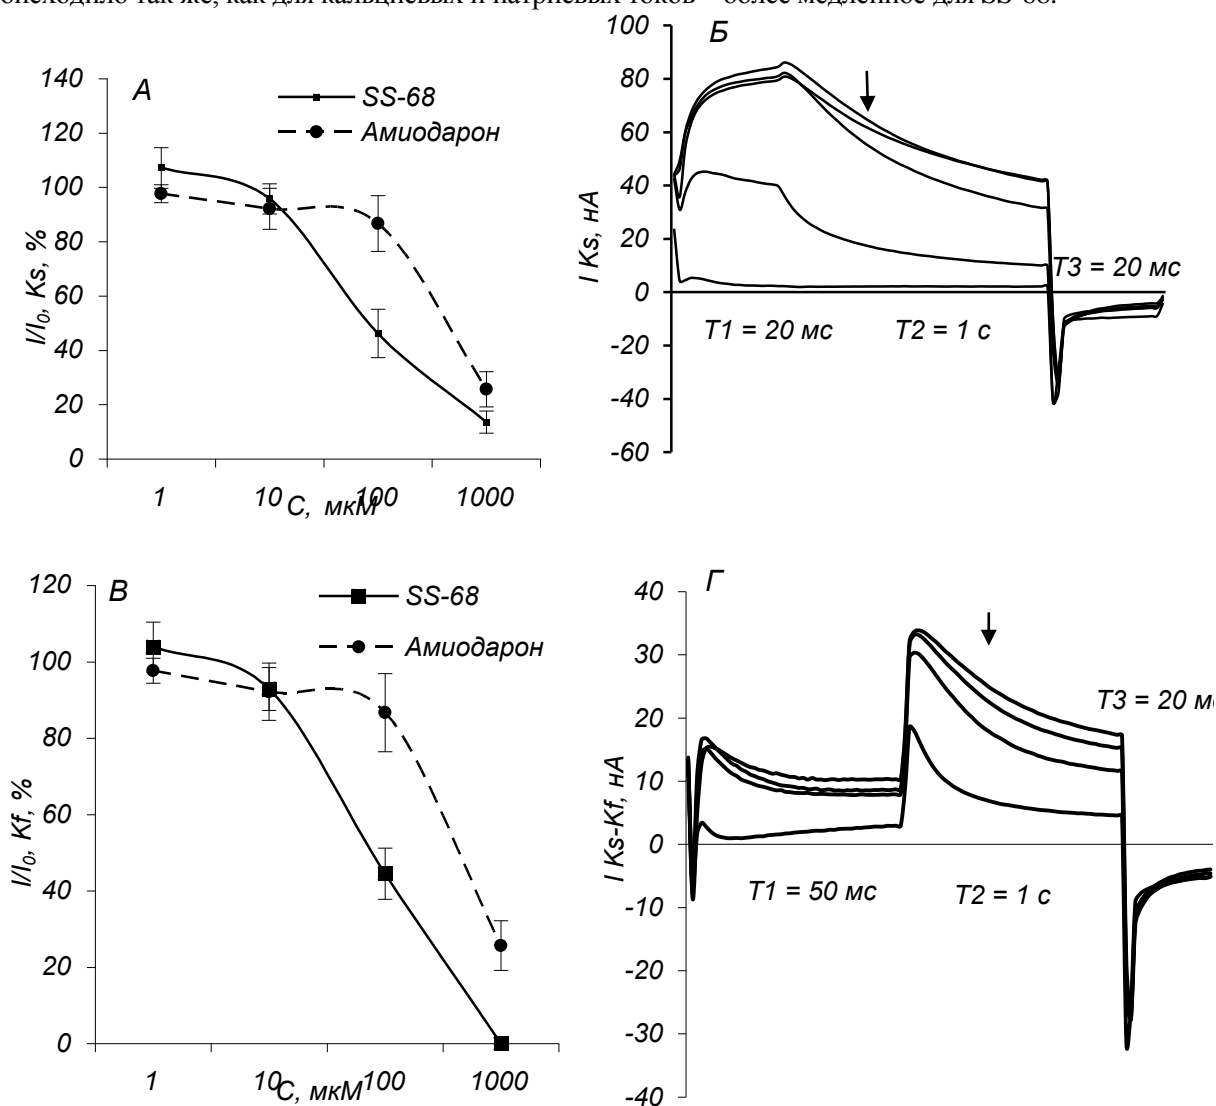 так же, как для кальциевых и натриевых токов – более медленное для SS-68.
А
SS-68
Амиодарон
I/I0, Ks, %
140
120
100
80
60
40
20
0
1 10 100 1000
С, мкМ
Б
I Ks, нА
100
80
60
40
20
0
-20
-40
-60
T1 = 20 мс
T2 = 1 с
T3 = 20 мс
В
SS-68
Амиодарон
I/I0, Kf, %
120
100
80
60
40
20
0
1 10 100 1000
С, мкМ
Г
I Ks-Kf, нА
40
30
20
10
0
-10
-20
-30
-40
T1 = 50 мс
T2 = 1 с
T3 = 20